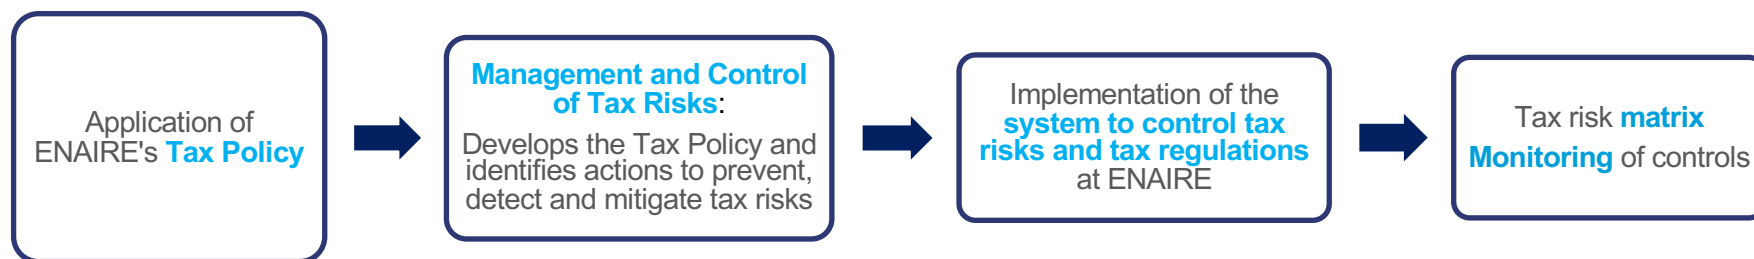 Application of
ENAIRE's Tax Policy
Management and Control
of Tax Risks:
Develops the Tax Policy and
identifies actions to prevent,
detect and mitigate tax risks
Implementation of the
system to control tax
risks and tax regulations
at ENAIRE
Tax risk matrix
Monitoring of controls